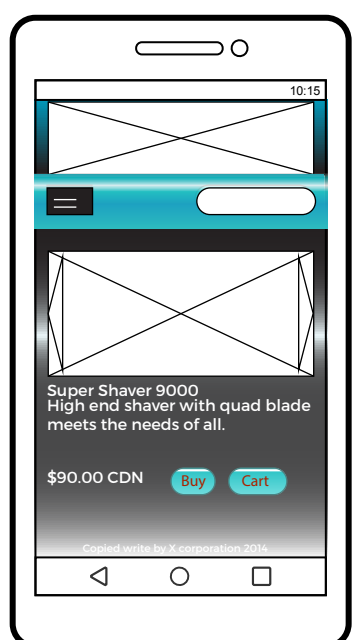 10:15
Super Shaver 9000
High end shaver with quad blade
meets the needs of all.
$90.00 CDN
Buy
Cart
Copied write by X corporation 2014